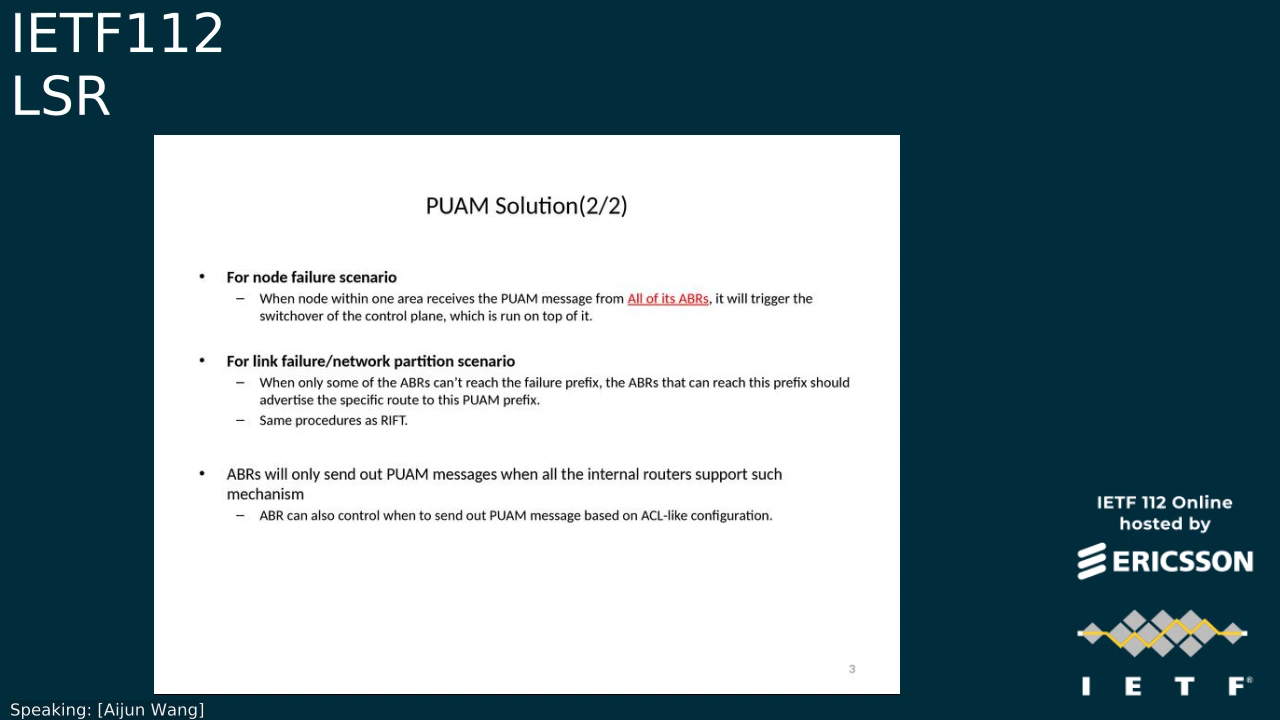 IETF112
LSR
PUAM Solution(2/2)
• For node failure scenario
– When node within one area receives the PUAM message from All of its ABRs, it will trigger the
switchover of the control plane, which is run on top of it.
• For link failure/network partition scenario
– When only some of the ABRs can’t reach the failure prefix, the ABRs that can reach this prefix should
advertise the specific route to this PUAM prefix.
– Same procedures as RIFT.
• ABRs will only send out PUAM messages when all the internal routers support such
mechanism
– ABR can also control when to send out PUAM message based on ACL-like configuration.
3
IETF 112 Online
hosted by
ERICSSON
I E T F®
Speaking: [Aijun Wang]